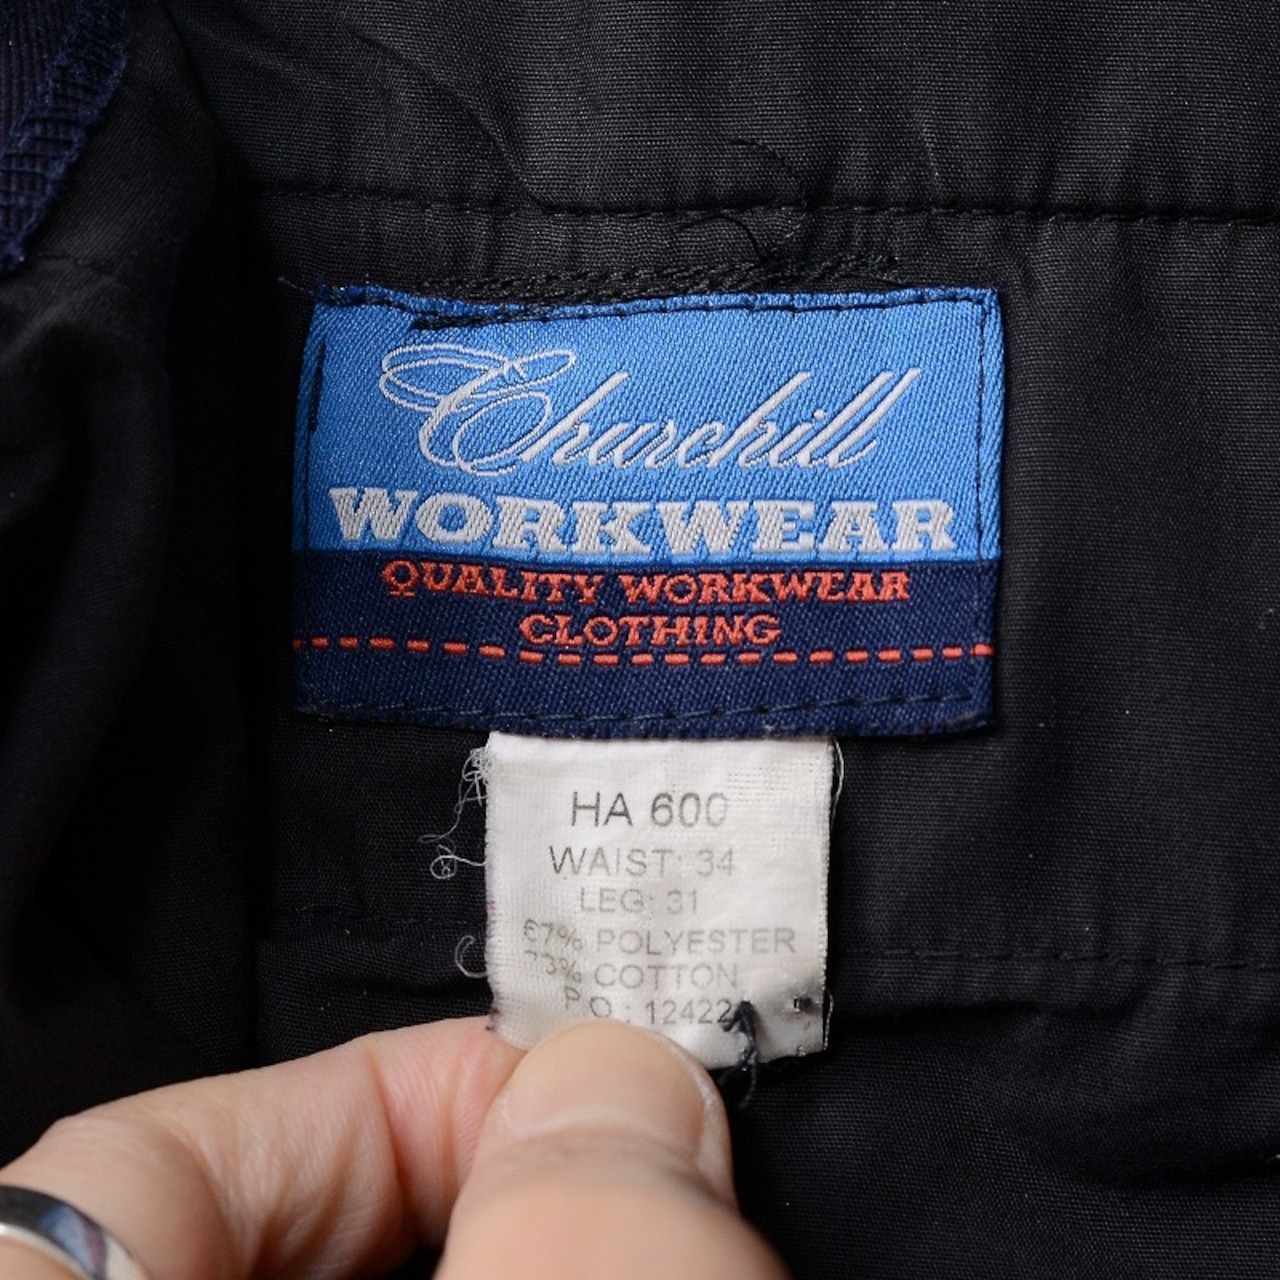 Churchill
WORKWEAR
QUALITY WORKWEAR
CLOTHING
HA 600
WAIST: 34
LEG: 31
67% POLYESTER
COTTON
P.O : 12422